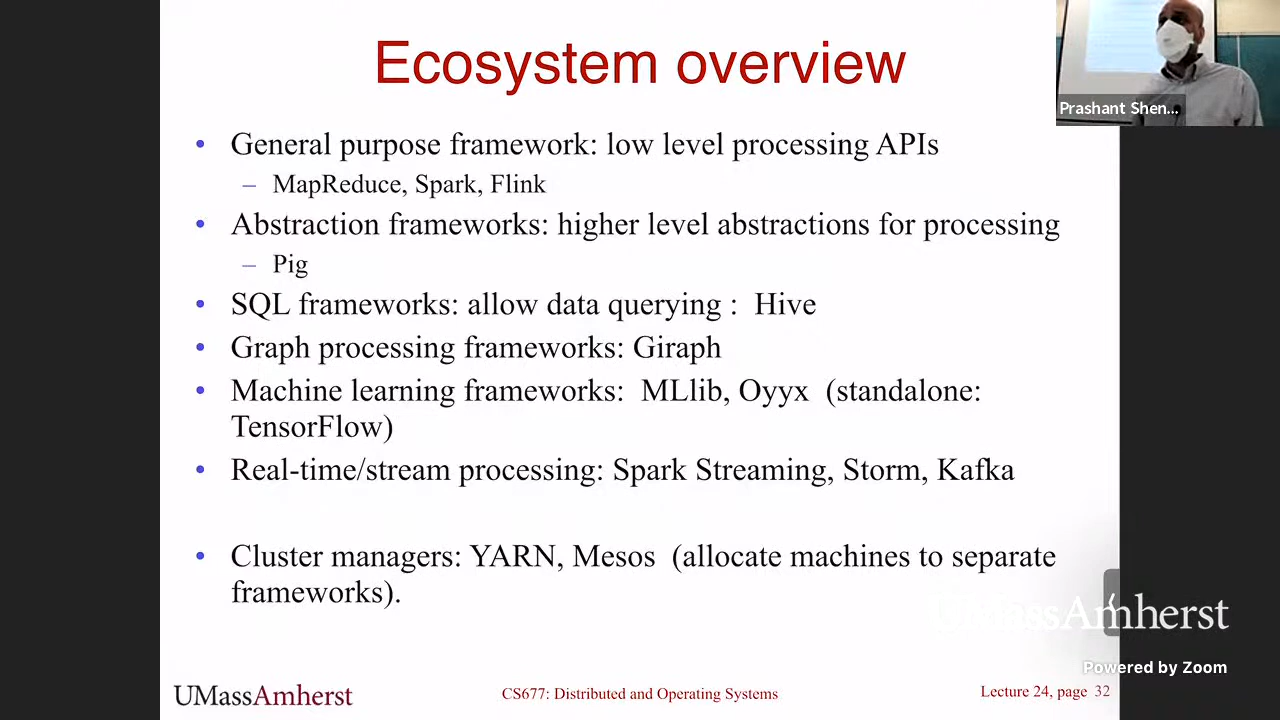 Ecosystem overview
Prashant Shen...
• General purpose framework: low level processing APIs
– MapReduce, Spark, Flink
• Abstraction frameworks: higher level abstractions for processing
– Pig
• SQL frameworks: allow data querying : Hive
• Graph processing frameworks: Giraph
• Machine learning frameworks: MLlib, Oyyx (standalone:
TensorFlow)
• Real-time/stream processing: Spark Streaming, Storm, Kafka
• Cluster managers: YARN, Mesos (allocate machines to separate
frameworks).
UMassAmherst
Powered by Zoom
UMassAmherst
CS677: Distributed and Operating Systems
Lecture 24, page 32